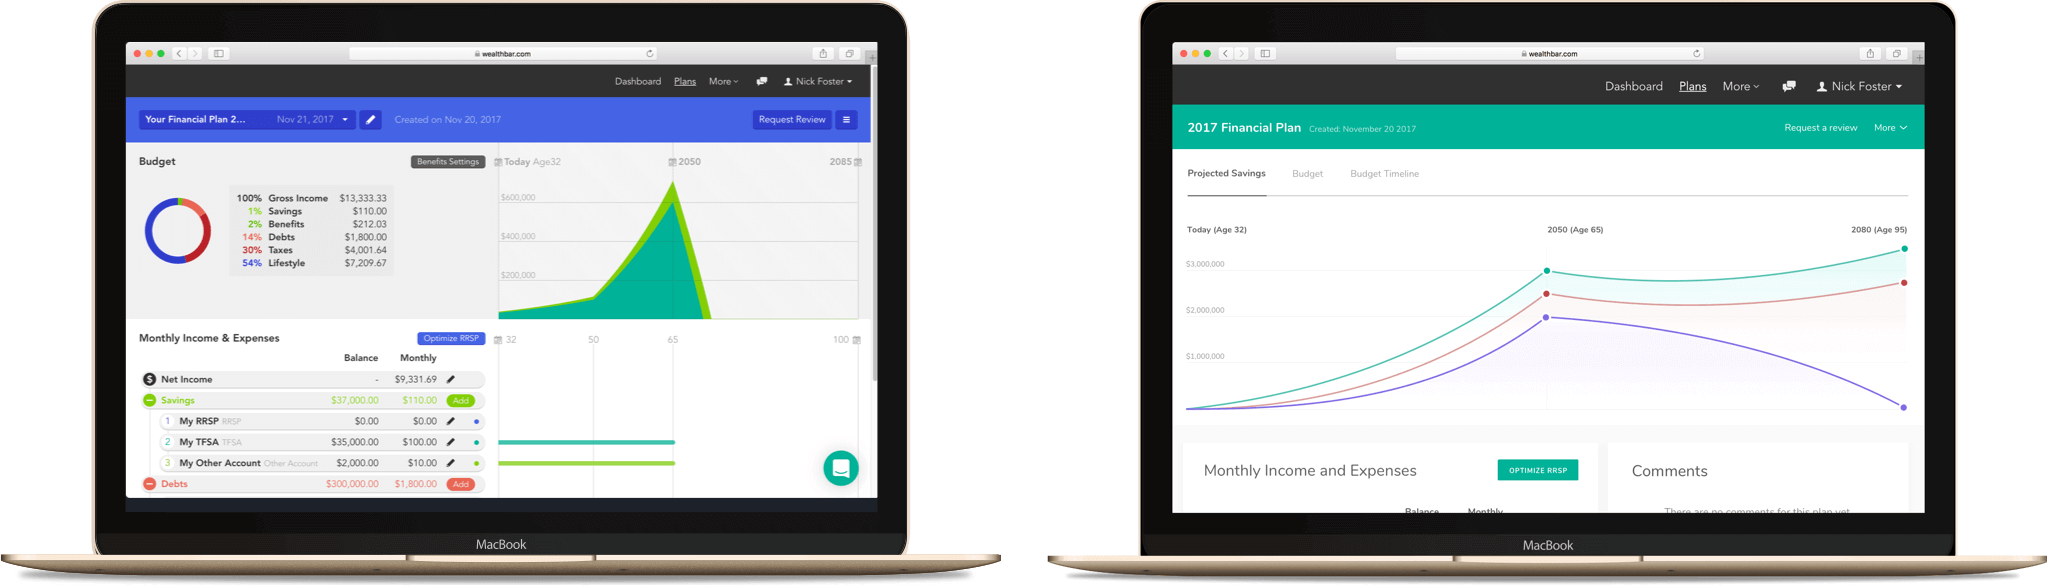 wealthbar.com
Dashboard Plans More Nick Foster
Your Financial Plan 2... Nov 21, 2017 Created on Nov 20, 2017 Request Review
Budget Benefits Settings
100% Gross Income $13,333.33
1% Savings $110.00
2% Benefits $212.03
14% Debts $1,800.00
30% Taxes $4,001.64
54% Lifestyle $7,209.67
Today Age32 2050 2085
$600,000
$400,000
$200,000
Monthly Income & Expenses Optimize RRSP
32 50 65 100
Balance Monthly
$ Net Income - $9,331.69
Savings $37,000.00 $110.00 Add
1 My RRSP RRSP $0.00 $0.00
2 My TFSA TFSA $35,000.00 $100.00
3 My Other Account Other Account $2,000.00 $10.00
Debts $300,000.00 $1,800.00 Add
MacBook
wealthbar.com
Dashboard Plans More Nick Foster
2017 Financial Plan Created: November 20 2017 Request a review More
Projected Savings Budget Budget Timeline
Today (Age 32) 2050 (Age 65) 2080 (Age 95)
$3,000,000
$2,000,000
$1,000,000
Monthly Income and Expenses OPTIMIZE RRSP
Balance Monthly
Comments
There are no comments for this plan yet
MacBook